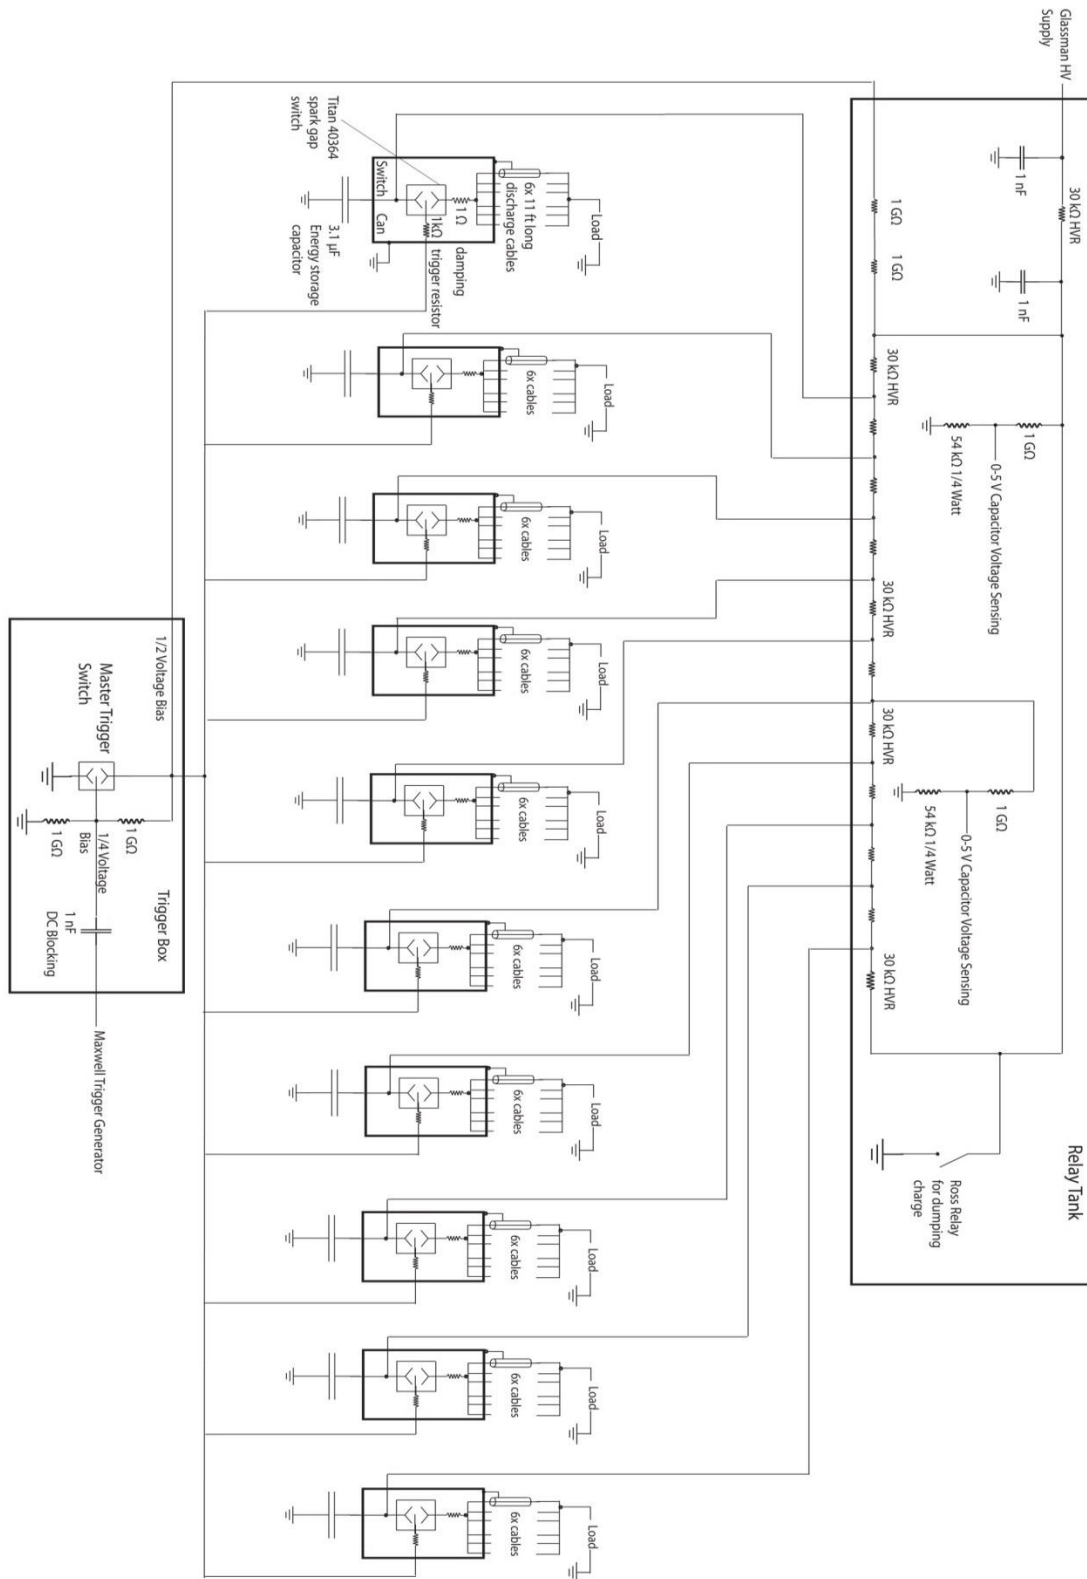 Glassman HV
Supply
Relay Tank
30 kΩ HVR
1 nF
1 nF
1 GΩ
1 GΩ
30 kΩ HVR
1 GΩ
54 kΩ 1/4 Watt
0-5 V Capacitor Voltage Sensing
30 kΩ HVR
30 kΩ HVR
1 GΩ
54 kΩ 1/4 Watt
0-5 V Capacitor Voltage Sensing
30 kΩ HVR
Ross Relay
for dumping
charge
Titan 40364
spark gap
switch
Switch
Can
1 Ω
damping
1kΩ
trigger resistor
6x 11 ft long
discharge cables
Load
3.1 µF
Energy storage
capacitor
6x cables
Load
6x cables
Load
6x cables
Load
6x cables
Load
6x cables
Load
6x cables
Load
6x cables
Load
6x cables
Load
6x cables
Load
1/2 Voltage Bias
Master Trigger
Switch
1 GΩ
1 GΩ
1/4 Voltage
Bias
Trigger Box
1 nF
DC Blocking
Maxwell Trigger Generator